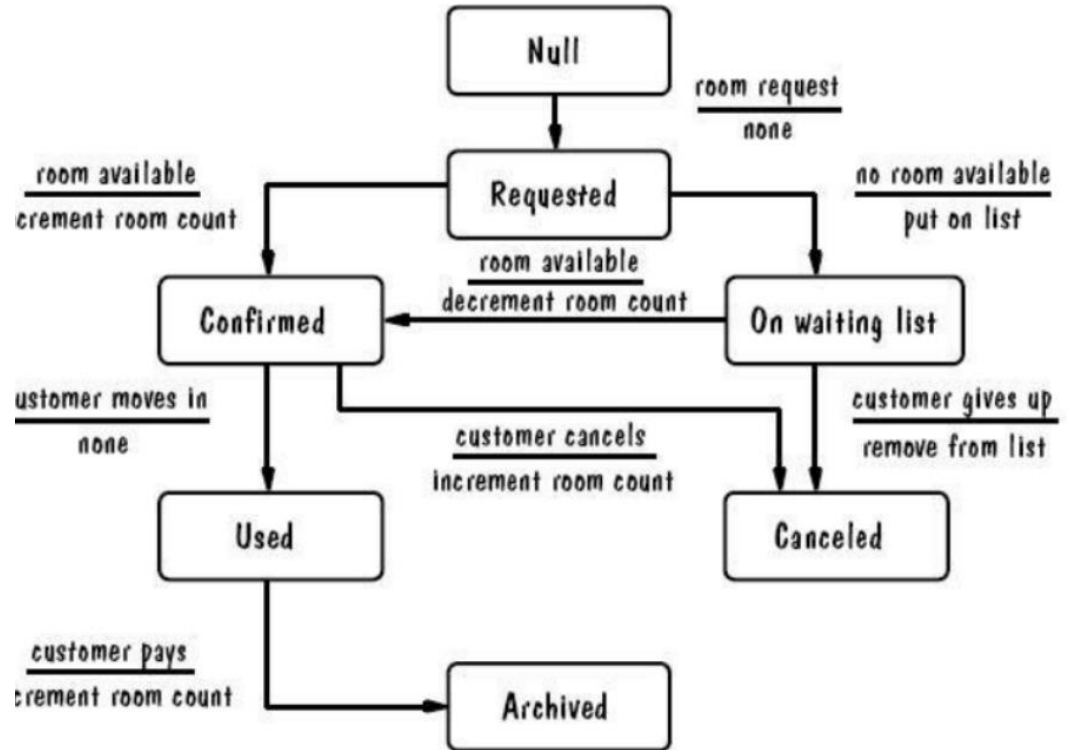 Null
room request
none
room available
crement room count
Requested
no room available
put on list
room available
decrement room count
Confirmed
On waiting list
ustomer moves in
none
customer cancels
increment room count
customer gives up
remove from list
Used
Canceled
customer pays
crement room count
Archived